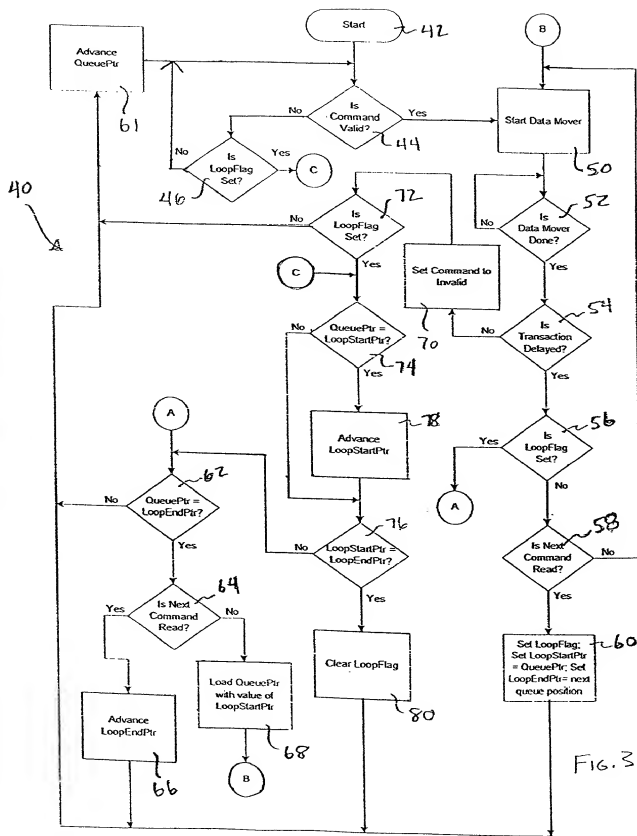 Start
42
B
Advance
QueuePtr
61
Is
Command
Valid?
44
No
Yes
Start Data Mover
50
Is
LoopFlag
Set?
46
No
Yes
C
40
A
Is
LoopFlag
Set?
72
No
Yes
Is
Data Mover
Done?
52
No
Yes
C
Set Command to
Invalid
70
Is
Transaction
Delayed?
54
No
Yes
QueuePtr =
LoopStartPtr?
74
No
Yes
Advance
LoopStartPtr
78
Is
LoopFlag
Set?
56
Yes
No
A
A
QueuePtr =
LoopEndPtr?
62
No
Yes
LoopStartPtr =
LoopEndPtr?
76
No
Yes
Is Next
Command
Read?
58
No
Yes
Is Next
Command
Read?
64
Yes
No
Load QueuePtr
with value of
LoopStartPtr
68
B
Advance
LoopEndPtr
66
Clear LoopFlag
80
Set LoopFlag;
Set LoopStartPtr
= QueuePtr; Set
LoopEndPtr= next
queue position
60
FIG. 3